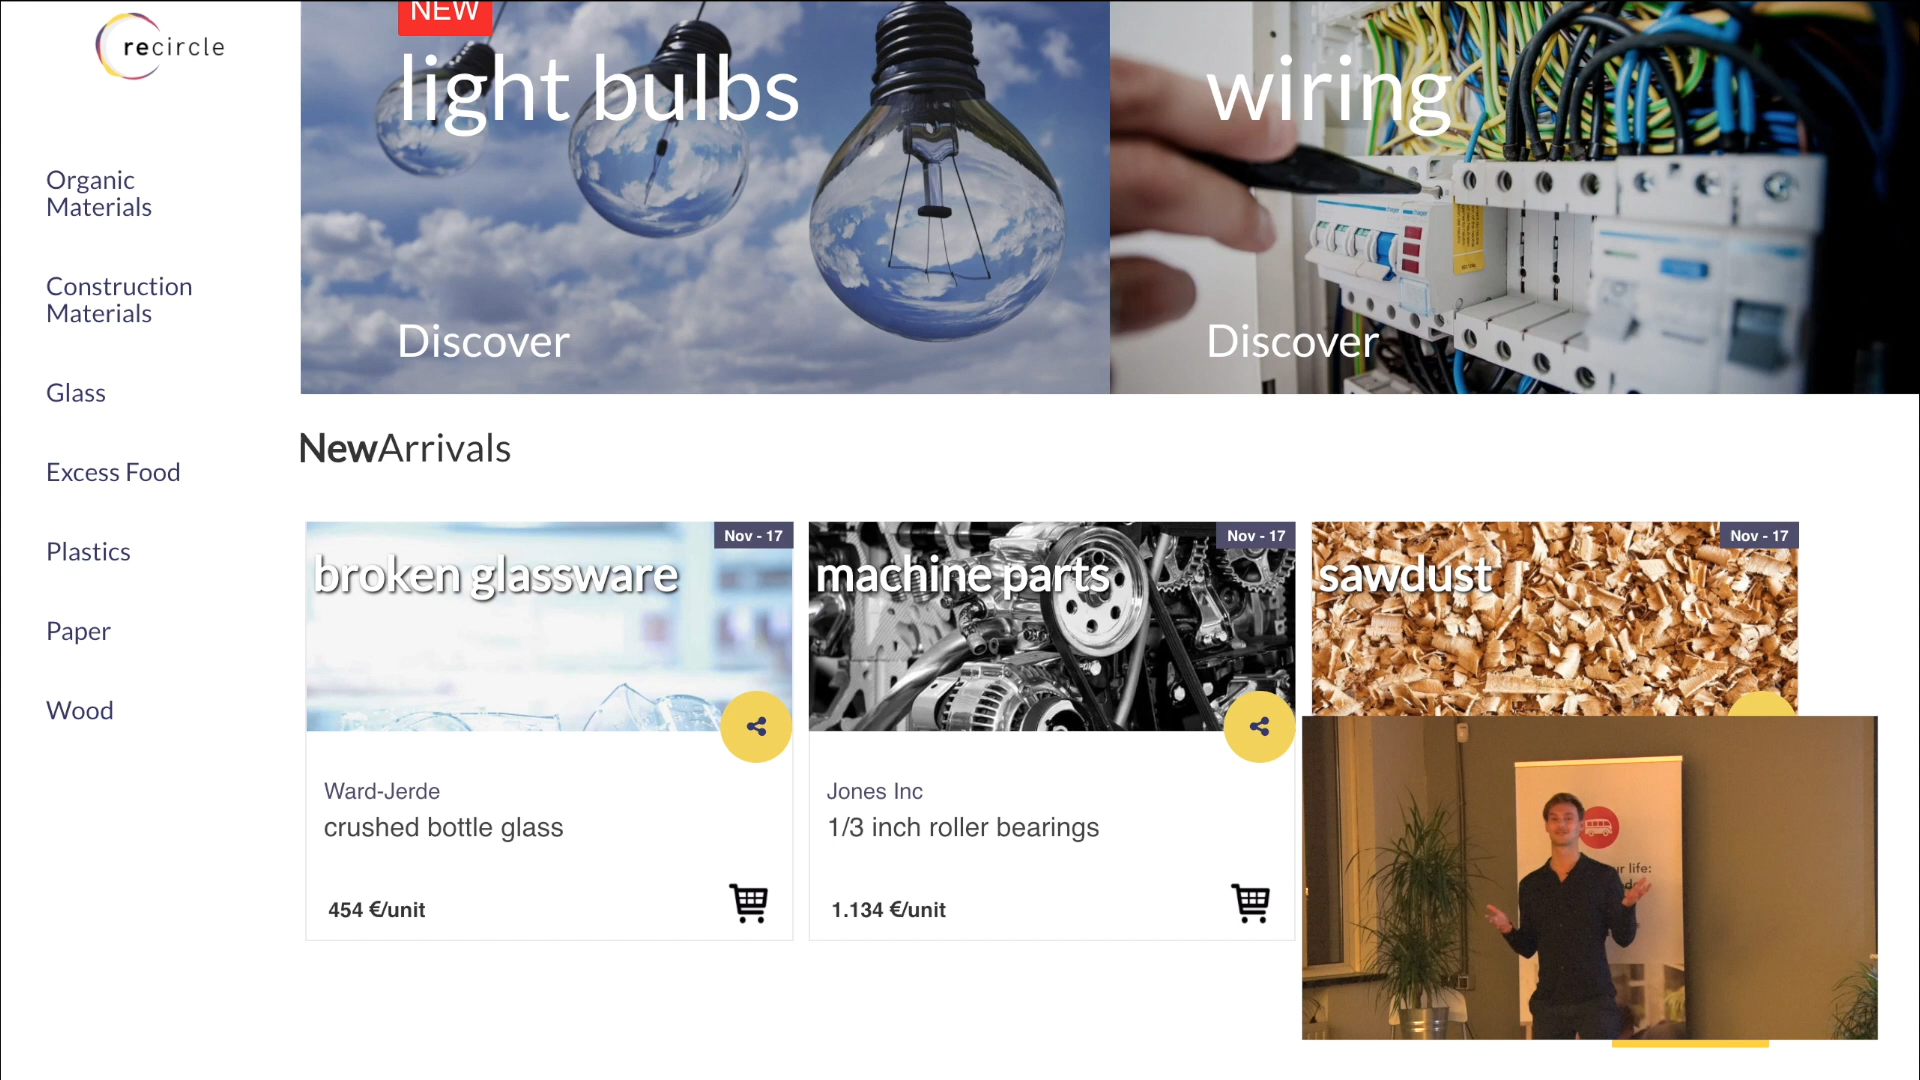 recircle
Organic
Materials
Construction
Materials
Glass
Excess Food
Plastics
Paper
Wood
NEW
light bulbs
Discover
wiring
Discover
NewArrivals
Nov - 17
broken glassware
Ward-Jerde
crushed bottle glass
454 €/unit
Nov - 17
machine parts
Jones Inc
1/3 inch roller bearings
1.134 €/unit
Nov - 17
sawdust
ur life: